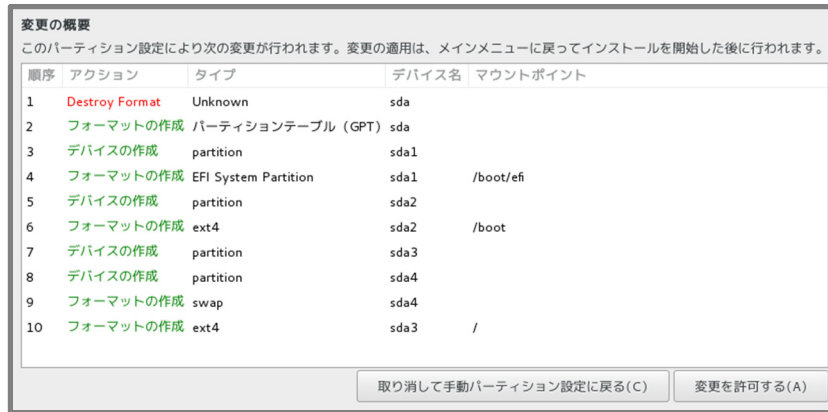 変更の概要
このパーティション設定により次の変更が行われます。変更の適用は、メインメニューに戻ってインストールを開始した後に行われます。
順序 アクション タイプ デバイス名 マウントポイント
1 Destroy Format Unknown sda
2 フォーマットの作成 パーティションテーブル (GPT) sda
3 デバイスの作成 partition sda1
4 フォーマットの作成 EFI System Partition sda1 /boot/efi
5 デバイスの作成 partition sda2
6 フォーマットの作成 ext4 sda2 /boot
7 デバイスの作成 partition sda3
8 デバイスの作成 partition sda4
9 フォーマットの作成 swap sda4
10 フォーマットの作成 ext4 sda3 /
取り消して手動パーティション設定に戻る(C) 変更を許可する(A)